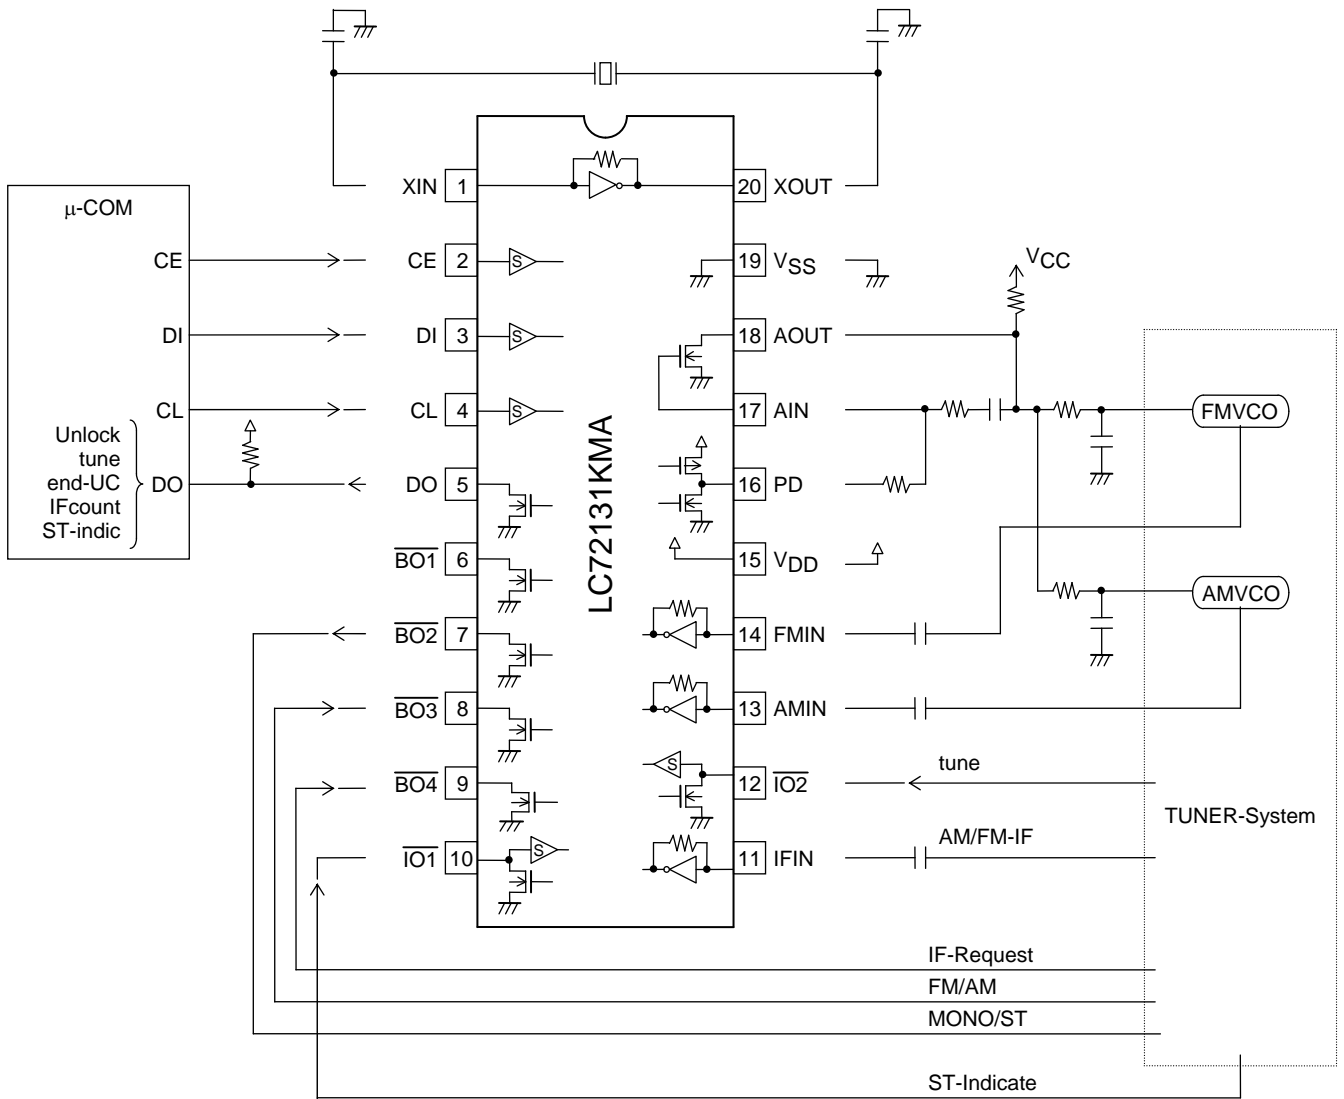 μ-COM
CE
DI
CL
Unlock
tune
end-UC
IFcount
ST-indic
DO
XIN 1
CE 2 S
DI 3 S
CL 4 S
DO 5
BO1 6
BO2 7
BO3 8
BO4 9
IO1 10 S
LC72131KMA
20 XOUT
19 VSS
18 AOUT
17 AIN
16 PD
15 VDD
14 FMIN
13 AMIN
S 12 IO2
11 IFIN
VCC
FMVCO
AMVCO
tune
TUNER-System
AM/FM-IF
IF-Request
FM/AM
MONO/ST
ST-Indicate